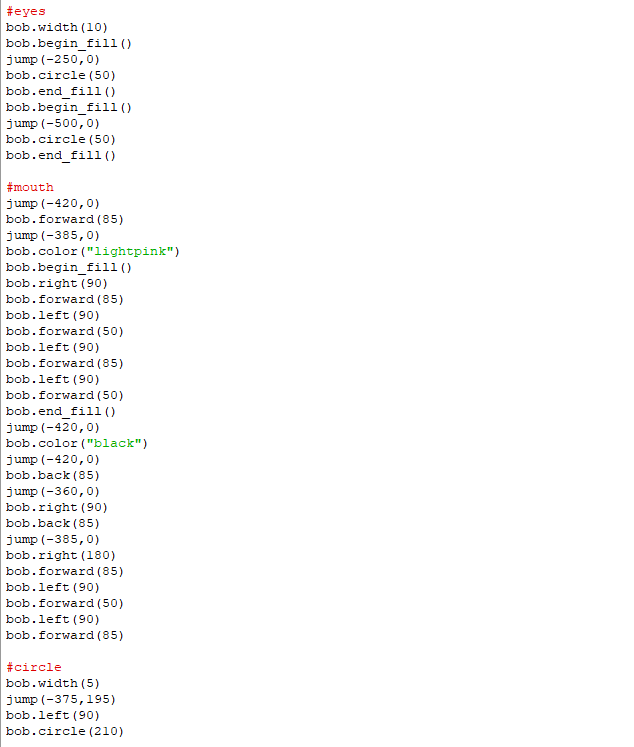 #eyes
bob.width(10)
bob.begin_fill()
jump(-250,0)
bob.circle(50)
bob.end_fill()
bob.begin_fill()
jump(-500,0)
bob.circle(50)
bob.end_fill()

#mouth
jump(-420,0)
bob.forward(85)
jump(-385,0)
bob.color("lightpink")
bob.begin_fill()
bob.right(90)
bob.forward(85)
bob.left(90)
bob.forward(50)
bob.left(90)
bob.forward(85)
bob.left(90)
bob.forward(50)
bob.end_fill()
jump(-420,0)
bob.color("black")
jump(-420,0)
bob.back(85)
jump(-360,0)
bob.right(90)
bob.back(85)
jump(-385,0)
bob.right(180)
bob.forward(85)
bob.left(90)
bob.forward(50)
bob.left(90)
bob.forward(85)

#circle
bob.width(5)
jump(-375,195)
bob.left(90)
bob.circle(210)